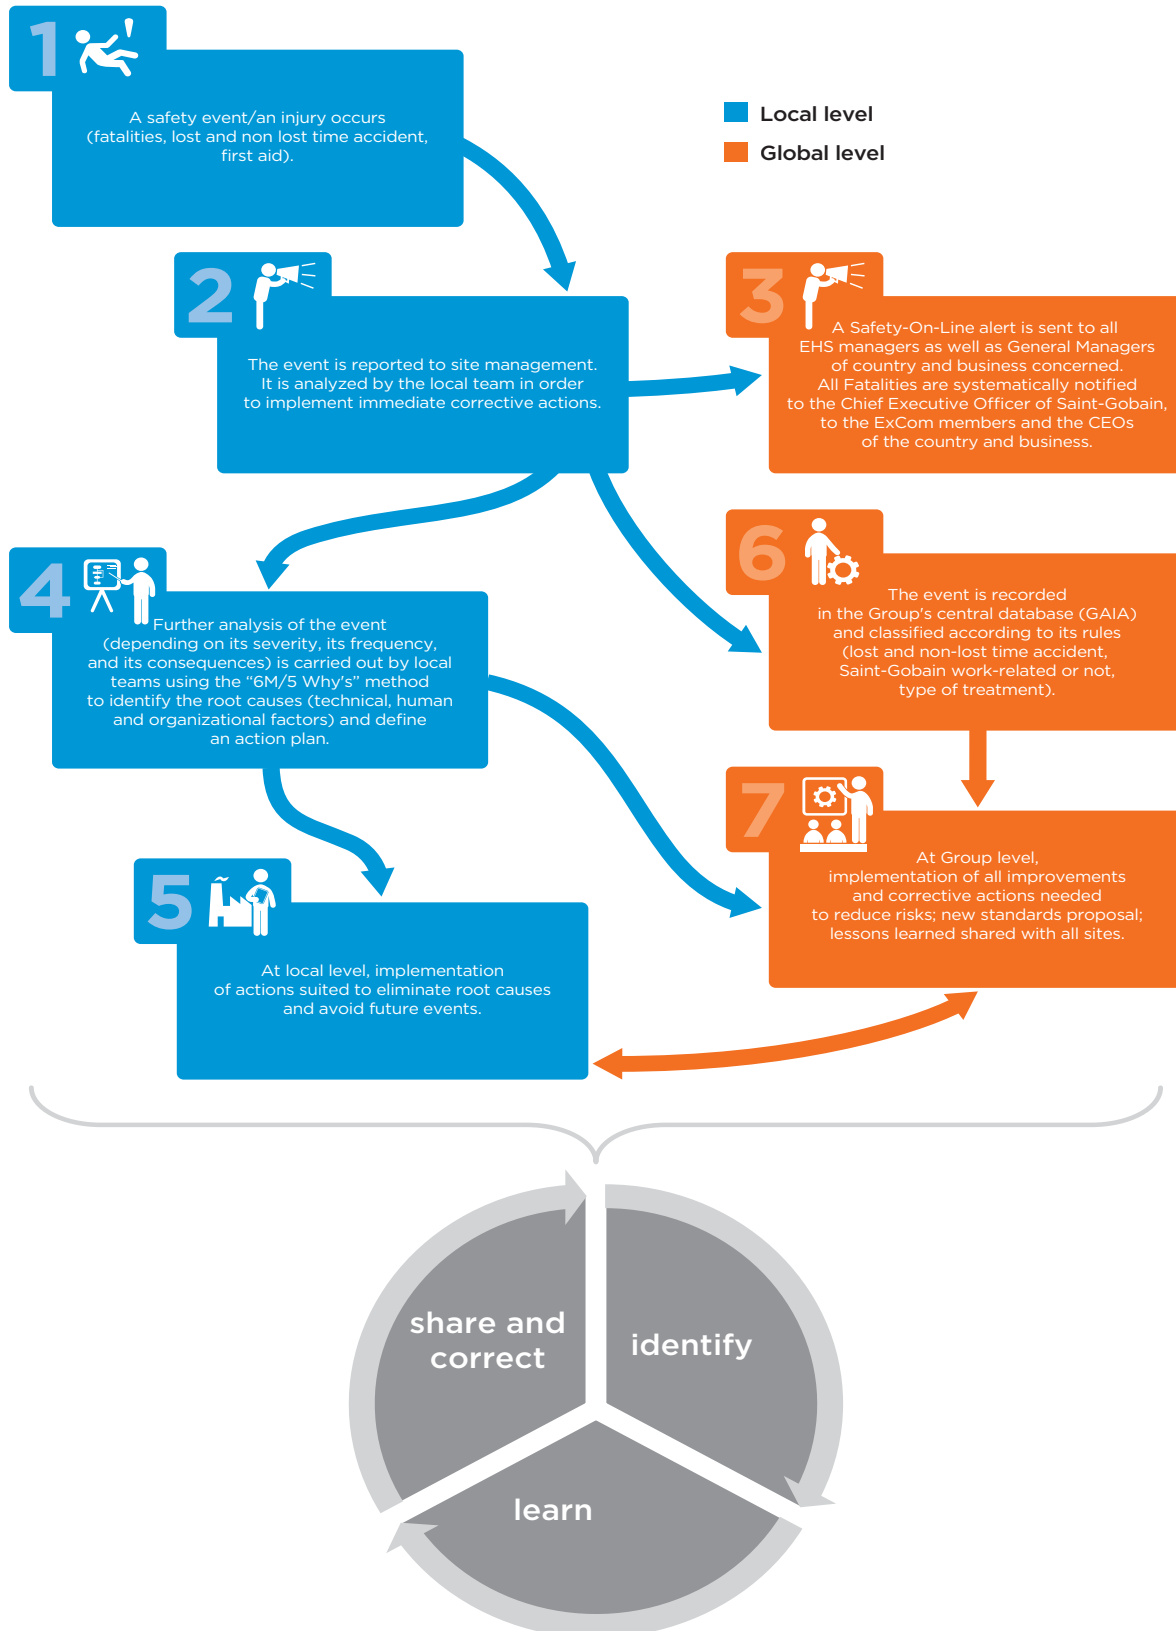 1
A safety event/an injury occurs
(fatalities, lost and non lost time accident,
first aid).
Local level
Global level
2
The event is reported to site management.
It is analyzed by the local team in order
to implement immediate corrective actions.
3
A Safety-On-Line alert is sent to all
EHS managers as well as General Managers
of country and business concerned.
All Fatalities are systematically notified
to the Chief Executive Officer of Saint-Gobain,
to the ExCom members and the CEOs
of the country and business.
4
Further analysis of the event
(depending on its severity, its frequency,
and its consequences) is carried out by local
teams using the “6M/5 Why's” method
to identify the root causes (technical, human
and organizational factors) and define
an action plan.
5
At local level, implementation
of actions suited to eliminate root causes
and avoid future events.
6
The event is recorded
in the Group's central database (GAIA)
and classified according to its rules
(lost and non-lost time accident,
Saint-Gobain work-related or not,
type of treatment).
7
At Group level,
implementation of all improvements
and corrective actions needed
to reduce risks; new standards proposal;
lessons learned shared with all sites.
share and
correct
identify
learn